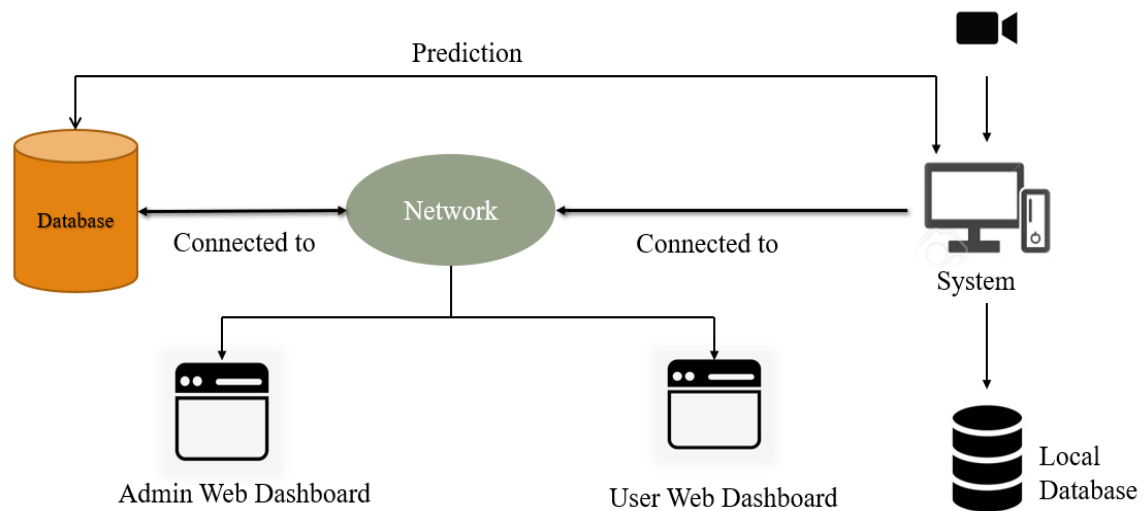 Prediction
Database
Network
Connected to
Connected to
System
Admin Web Dashboard
User Web Dashboard
Local
Database